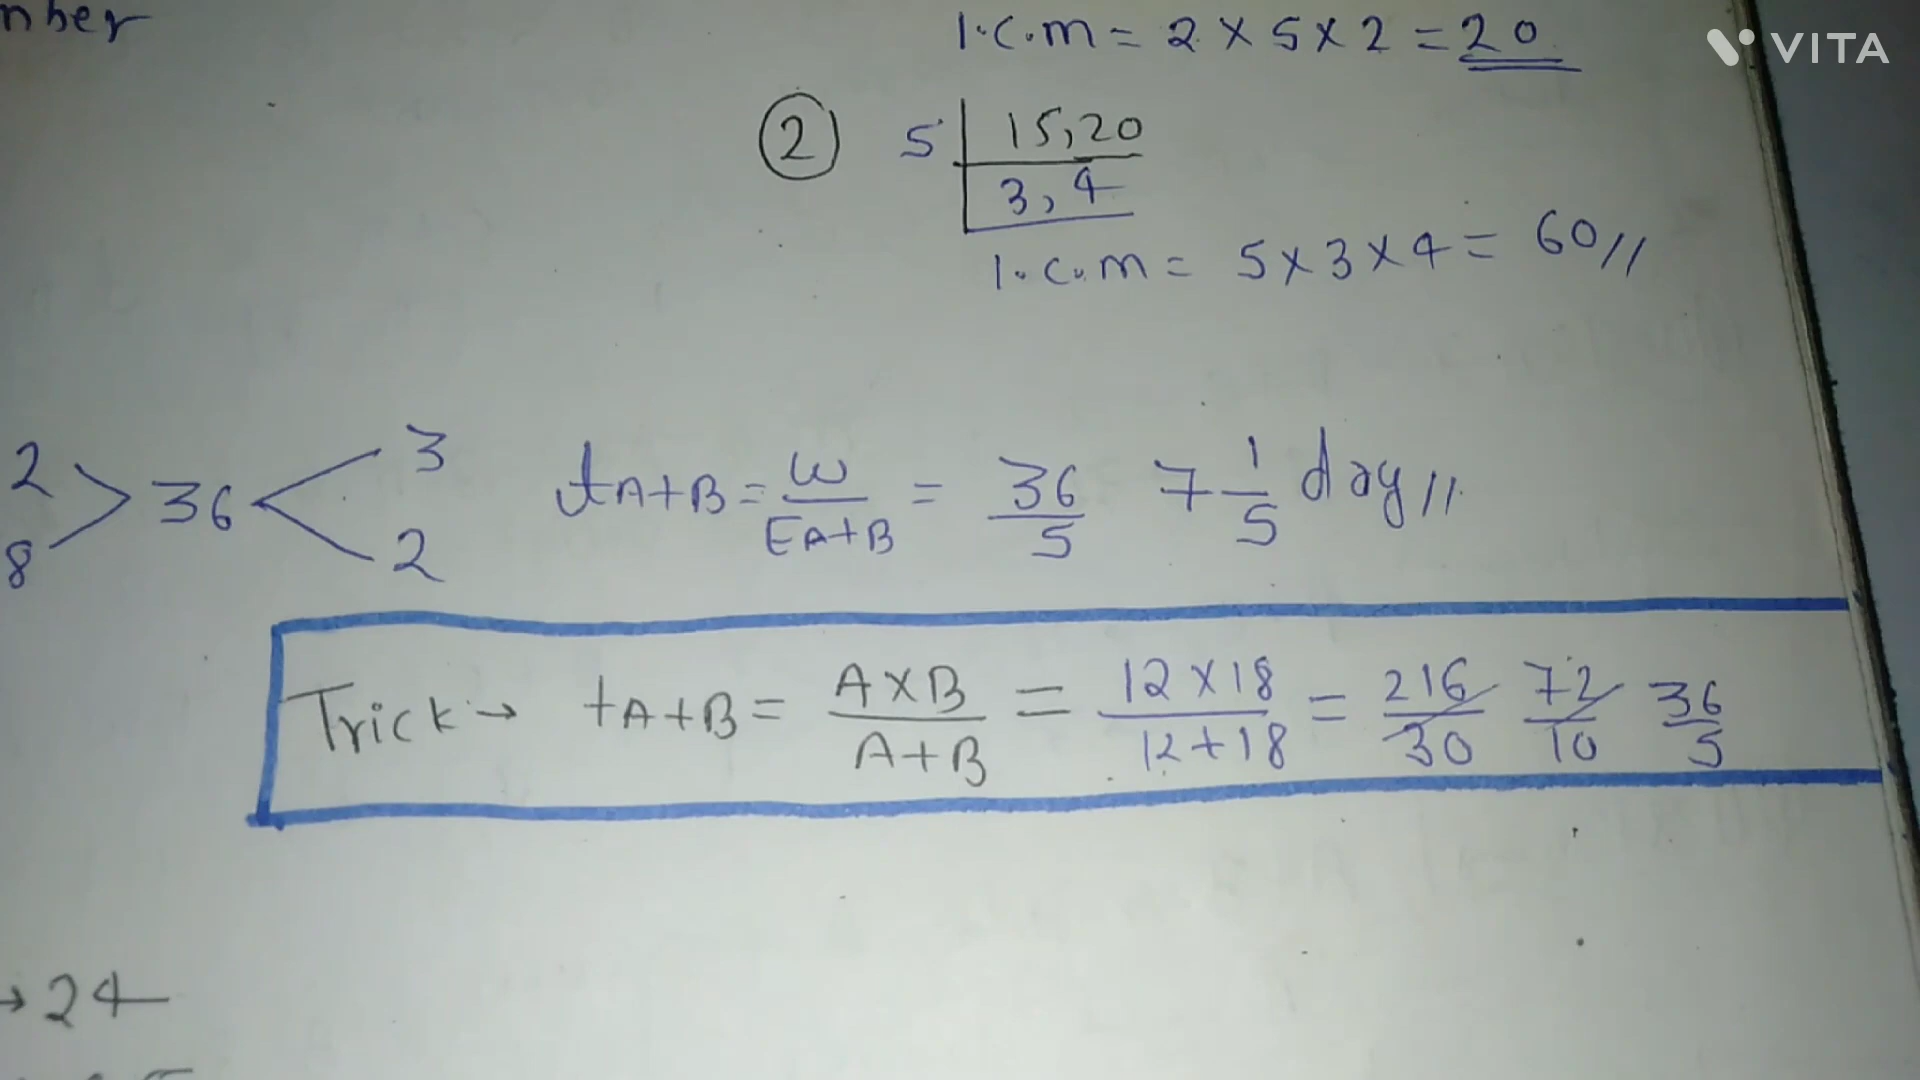 nber
l.c.m = 2 × 5 × 2 = 20
VITA
2 5 15, 20
3, 4
l.c.m = 5 × 3 × 4 = 60 //
2
8 > 36 < 3
2
tA+B = W/EA+B = 36/5 7 1/5 day //
Trick → tA+B = A×B/A+B = 12×18/12+18 = 216/30 72/10 36/5
→ 24